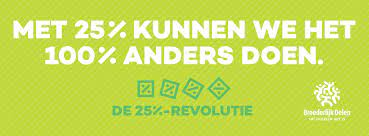 MET 25% KUNNEN WE HET
100% ANDERS DOEN.
DE 25%-REVOLUTIE
Broederlijk Delen